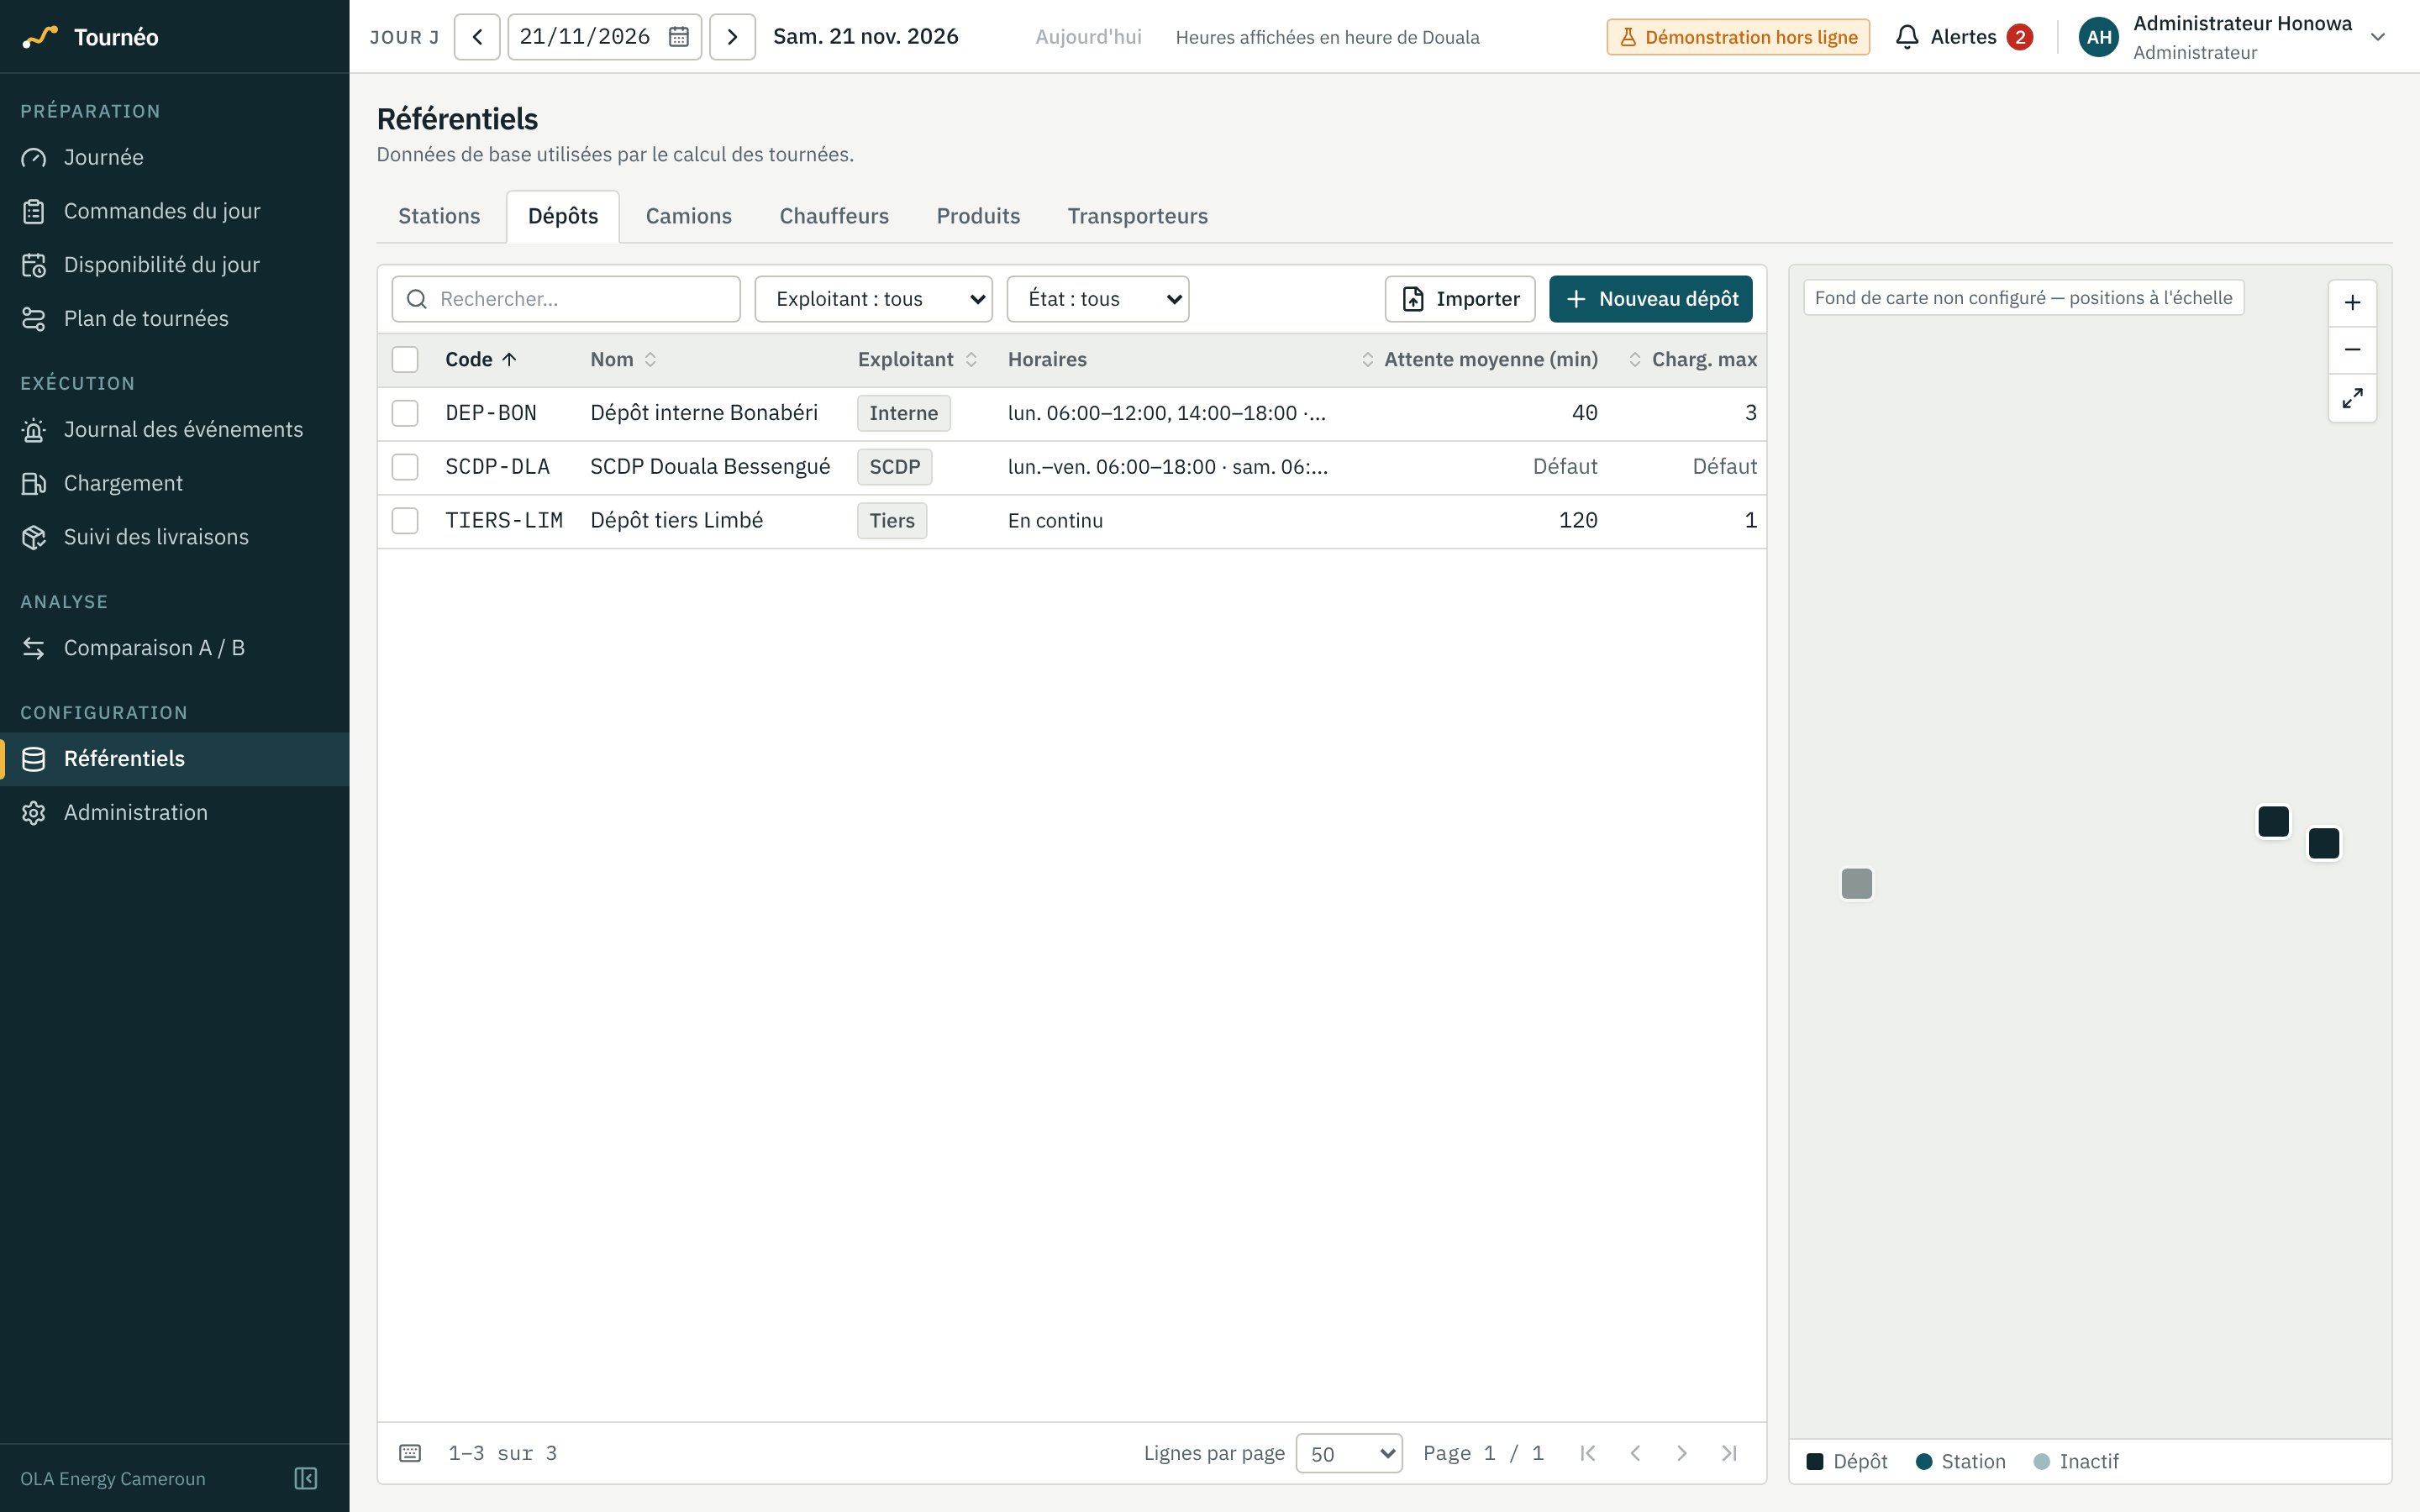 Tournéo
JOUR J
21/11/2026
Sam. 21 nov. 2026
Aujourd'hui
Heures affichées en heure de Douala
Démonstration hors ligne
Alertes 2
AH
Administrateur Honowa
Administrateur
PRÉPARATION
Journée
Commandes du jour
Disponibilité du jour
Plan de tournées
EXÉCUTION
Journal des événements
Chargement
Suivi des livraisons
ANALYSE
Comparaison A / B
CONFIGURATION
Référentiels
Administration
OLA Energy Cameroun
Référentiels
Données de base utilisées par le calcul des tournées.
Stations Dépôts Camions Chauffeurs Produits Transporteurs
Rechercher... Exploitant : tous État : tous Importer Nouveau dépôt
Code Nom Exploitant Horaires Attente moyenne (min) Charg. max
DEP-BON Dépôt interne Bonabéri Interne lun. 06:00–12:00, 14:00–18:00 ·... 40 3
SCDP-DLA SCDP Douala Bessengué SCDP lun.–ven. 06:00–18:00 · sam. 06:... Défaut Défaut
TIERS-LIM Dépôt tiers Limbé Tiers En continu 120 1
1–3 sur 3 Lignes par page 50 Page 1 / 1
Fond de carte non configuré — positions à l'échelle
Dépôt Station Inactif